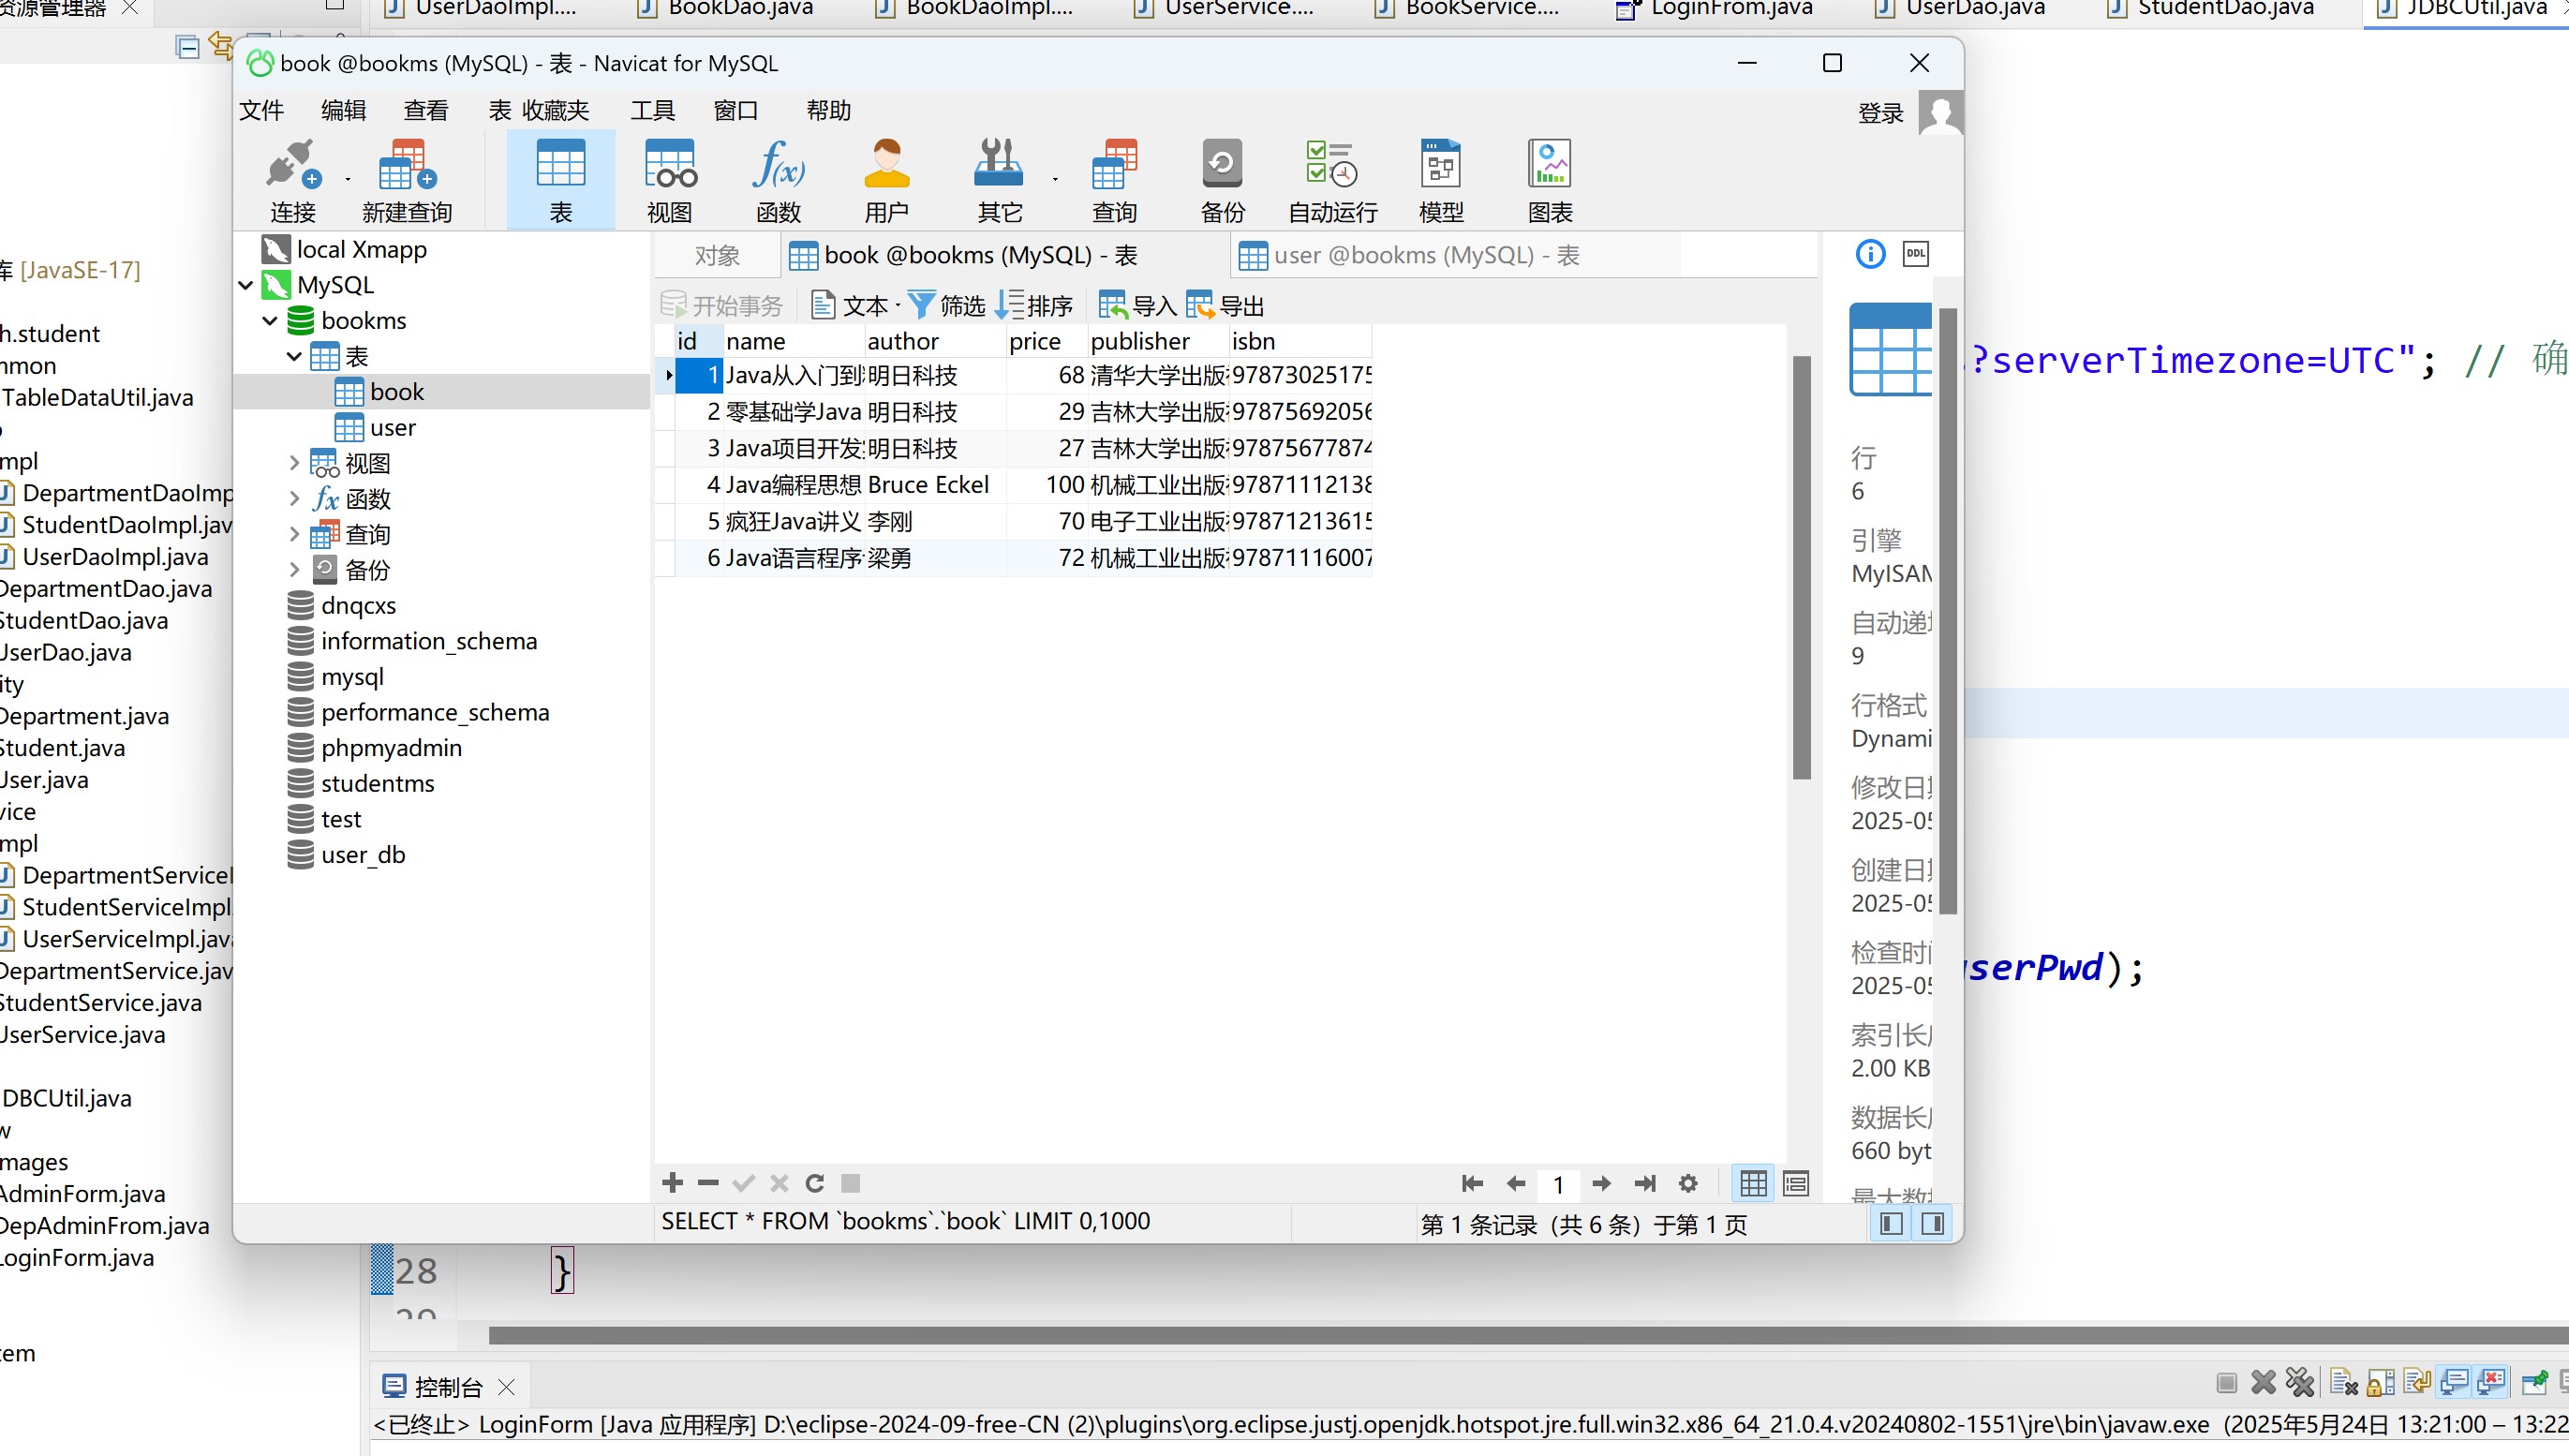 资源管理器
UserDaoImpl.... BookDao.java BookDaoImpl.... UserService.... BookService.... LoginFrom.java UserDao.java StudentDao.java JDBCUtil.java
book @bookms (MySQL) - 表 - Navicat for MySQL
文件 编辑 查看 表 收藏夹 工具 窗口 帮助 登录
连接 新建查询 表 视图 函数 用户 其它 查询 备份 自动运行 模型 图表
对象 book @bookms (MySQL) - 表 user @bookms (MySQL) - 表 DDL
开始事务 文本 筛选 排序 导入 导出
local Xmapp
MySQL
bookms
表
book
user
视图
fx 函数
查询
备份
dnqcxs
information_schema
mysql
performance_schema
phpmyadmin
studentms
test
user_db
id name author price publisher isbn
1 Java从入门到 明日科技 68 清华大学出版 97873025175
2 零基础学Java 明日科技 29 吉林大学出版 97875692056
3 Java项目开发 明日科技 27 吉林大学出版 97875677874
4 Java编程思想 Bruce Eckel 100 机械工业出版 97871112138
5 疯狂Java讲义 李刚 70 电子工业出版 97871213615
6 Java语言程序 梁勇 72 机械工业出版 97871116007
行
6
引擎
MyISAM
自动递
9
行格式
Dynami
修改日
2025-05
创建日
2025-05
检查时
2025-05
索引长
2.00 KB
数据长
660 byt
1
SELECT * FROM `bookms`.`book` LIMIT 0,1000
第 1 条记录 (共 6 条) 于第 1 页
库 [JavaSE-17]
h.student
nmon
TableDataUtil.java
mpl
DepartmentDaoImp
StudentDaoImpl.jav
UserDaoImpl.java
DepartmentDao.java
StudentDao.java
UserDao.java
ity
Department.java
Student.java
User.java
vice
mpl
DepartmentServiceI
StudentServiceImpl.
UserServiceImpl.java
DepartmentService.jav
StudentService.java
UserService.java
DBCUtil.java
w
mages
AdminForm.java
DepAdminFrom.java
LoginForm.java
tem
?serverTimezone=UTC"; // 确
userPwd);
28 }
29
控制台
<已终止> LoginForm [Java 应用程序] D:\eclipse-2024-09-free-CN (2)\plugins\org.eclipse.justj.openjdk.hotspot.jre.full.win32.x86_64_21.0.4.v20240802-1551\jre\bin\javaw.exe (2025年5月24日 13:21:00 – 13:22